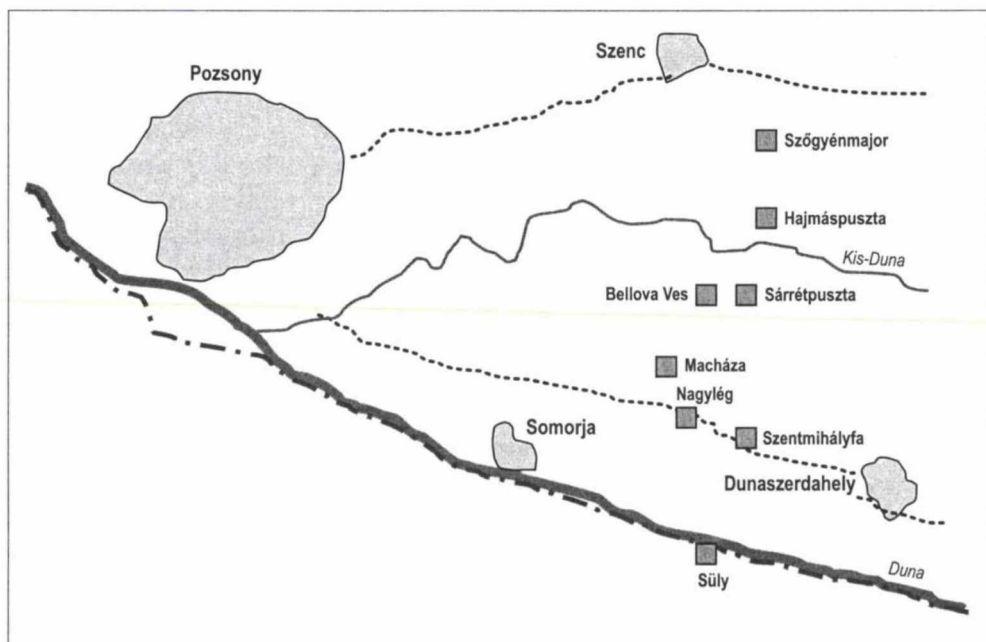 Szenc
Pozsony
Szőgyénmajor
Hajmáspuszta
Kis-Duna
Bellova Ves
Sárrétpuszta
Macháza
Nagylég
Somorja
Szentmihályfa
Dunaszerdahely
Duna
Süly